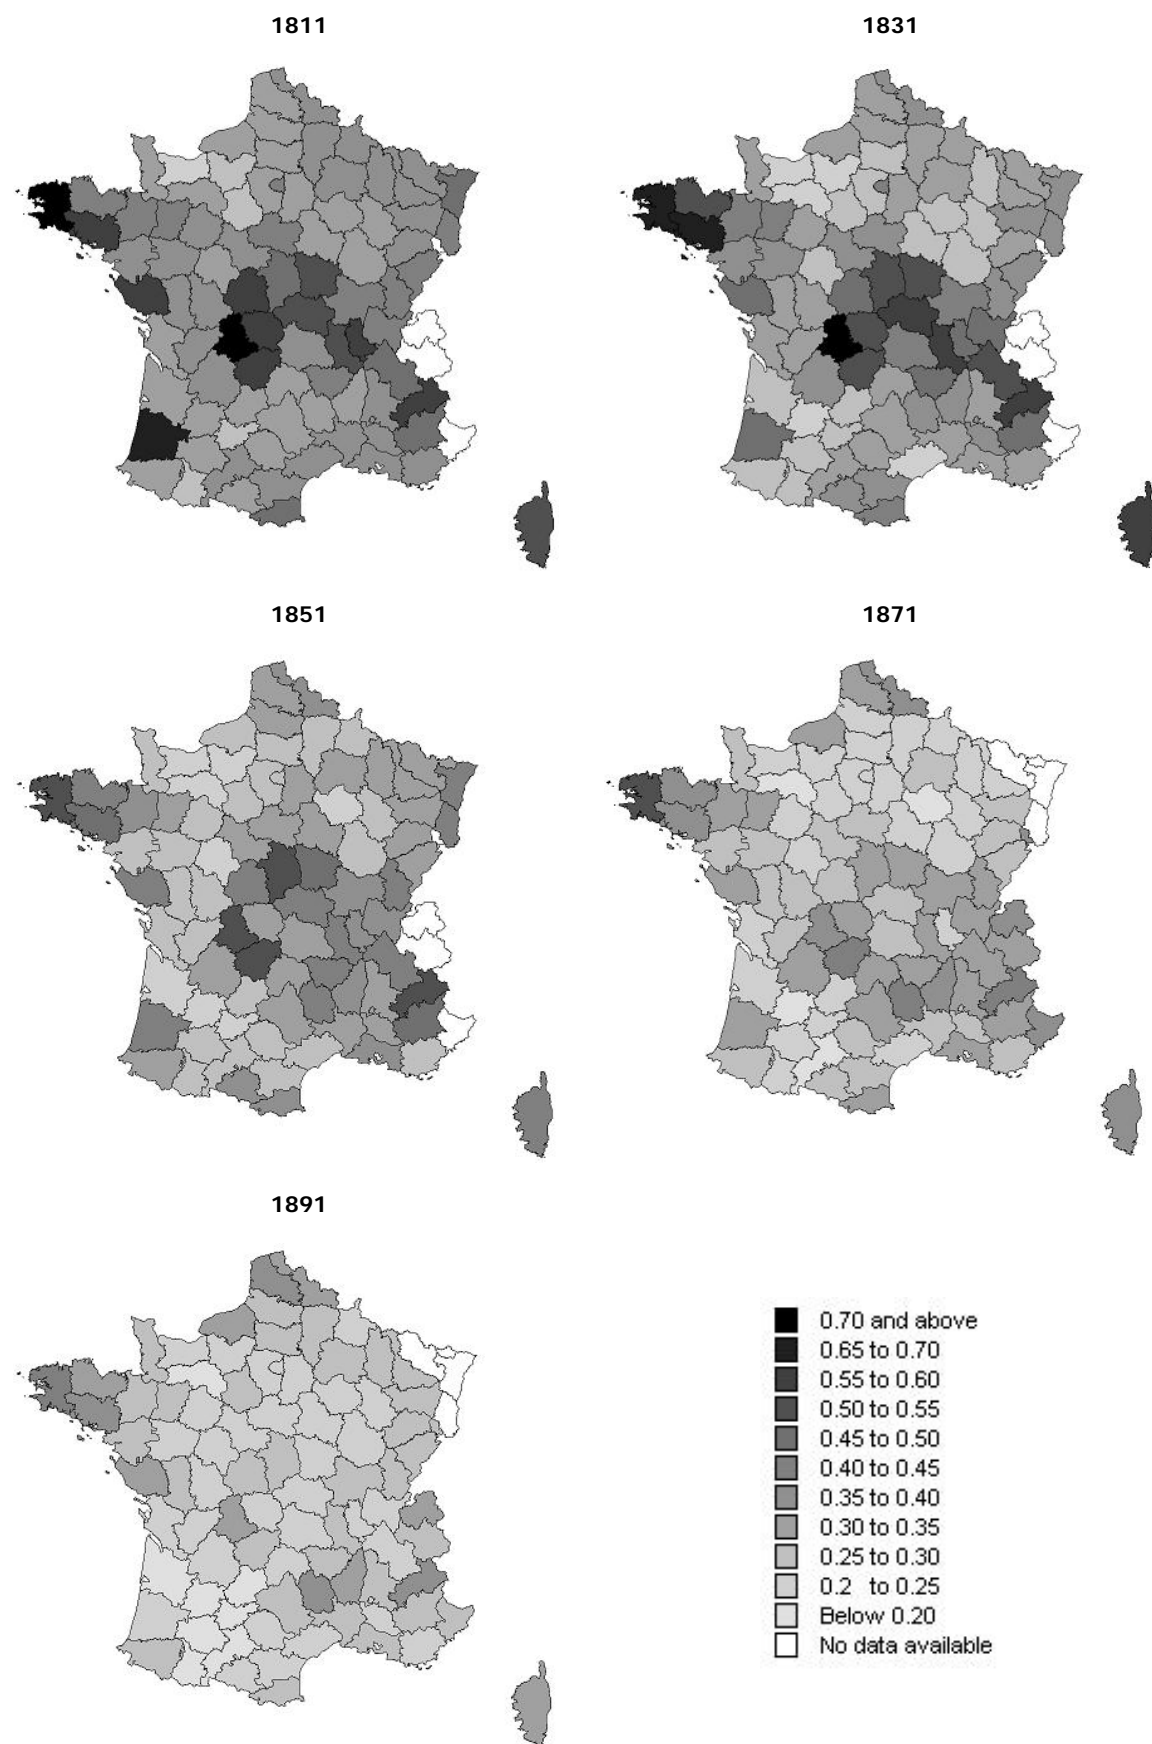 1811
1831
1851
1871
1891
0.70 and above
0.65 to 0.70
0.55 to 0.60
0.50 to 0.55
0.45 to 0.50
0.40 to 0.45
0.35 to 0.40
0.30 to 0.35
0.25 to 0.30
0.2 to 0.25
Below 0.20
No data available